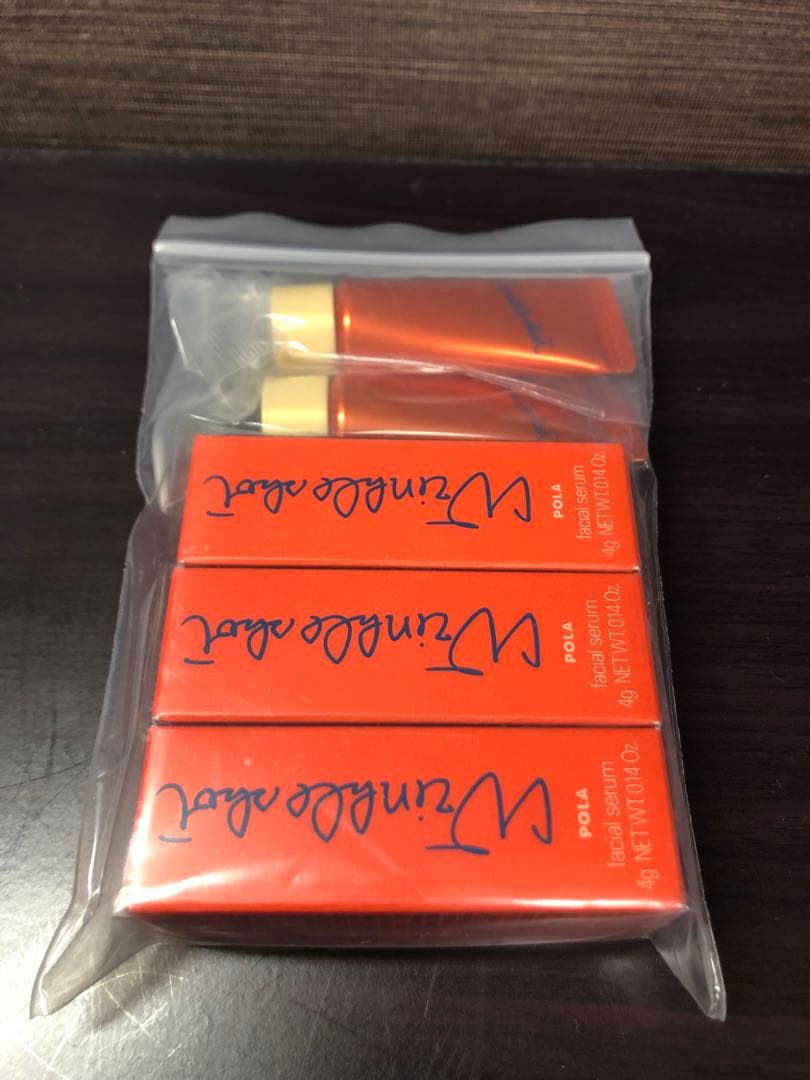 Wrinkle shot
POLA
facial serum
4g NET WT. 0.14 Oz
Wrinkle shot
POLA
facial serum
4g NET WT. 0.14 Oz.
Wrinkle shot
POLA
facial serum
4g NET WT. 0.14 Oz.